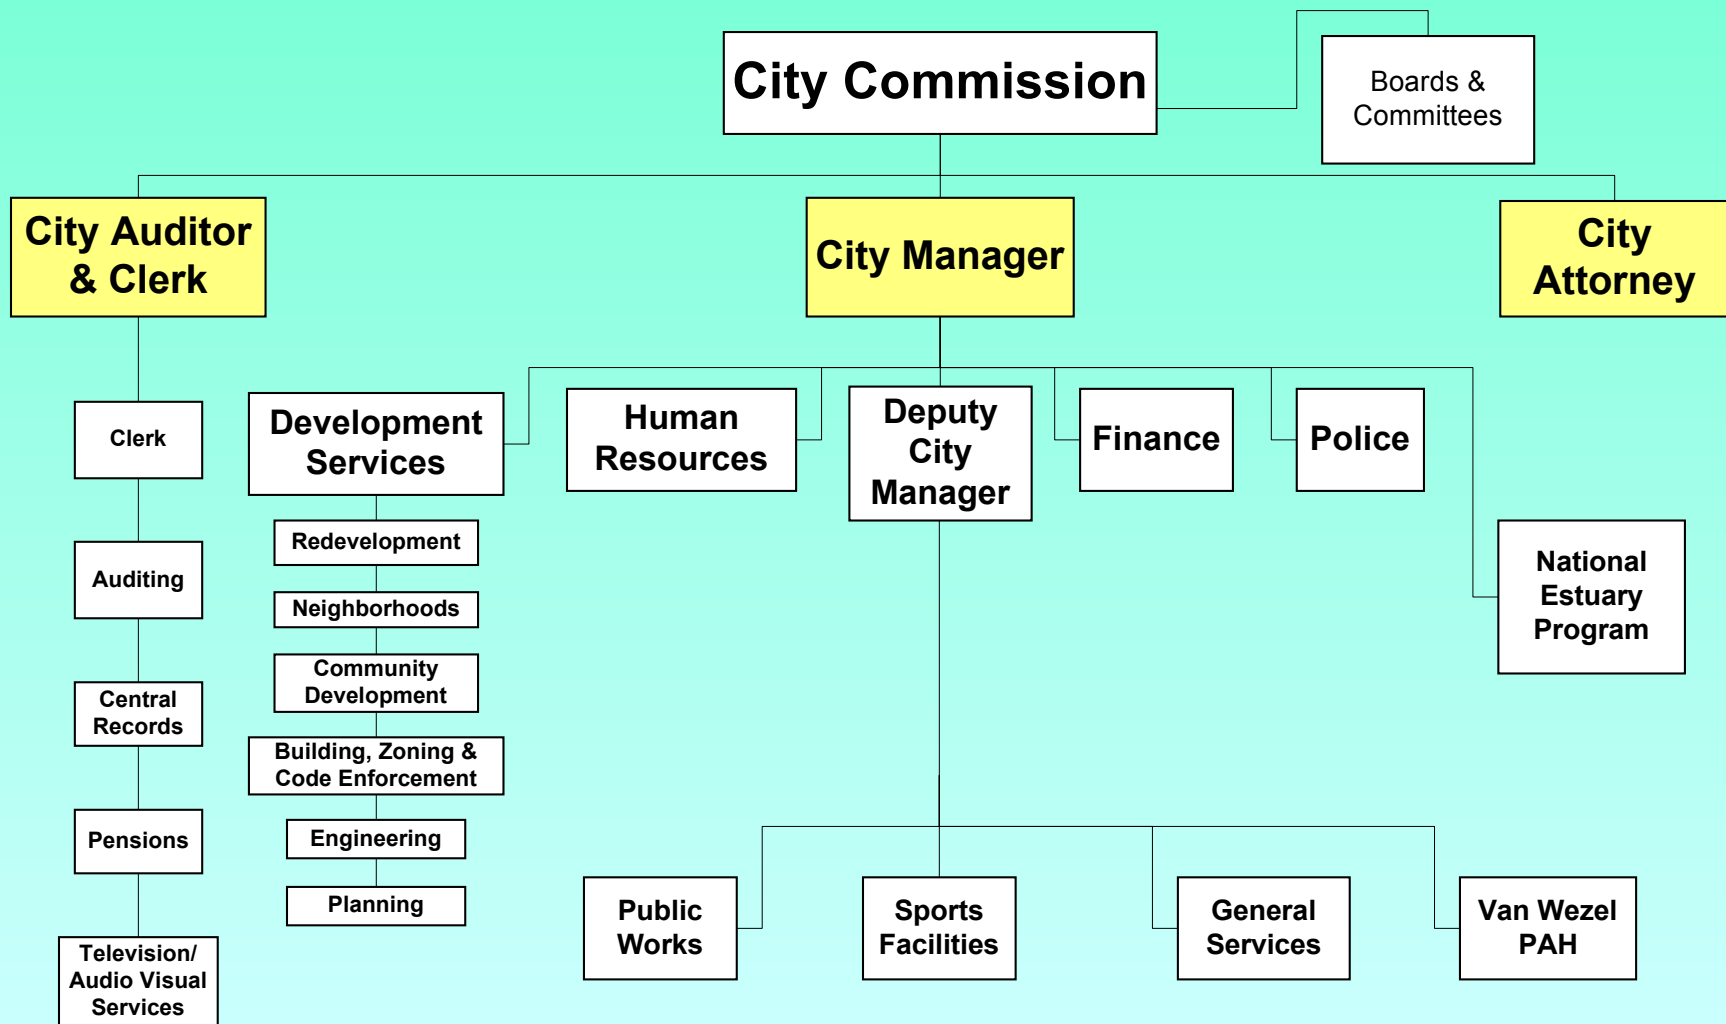 City Commission
Boards &
Committees
City Auditor
& Clerk
City Manager
City
Attorney
Clerk
Auditing
Central
Records
Pensions
Television/
Audio Visual
Services
Development
Services
Redevelopment
Neighborhoods
Community
Development
Building, Zoning &
Code Enforcement
Engineering
Planning
Human
Resources
Deputy
City
Manager
Finance
Police
National
Estuary
Program
Public
Works
Sports
Facilities
General
Services
Van Wezel
PAH